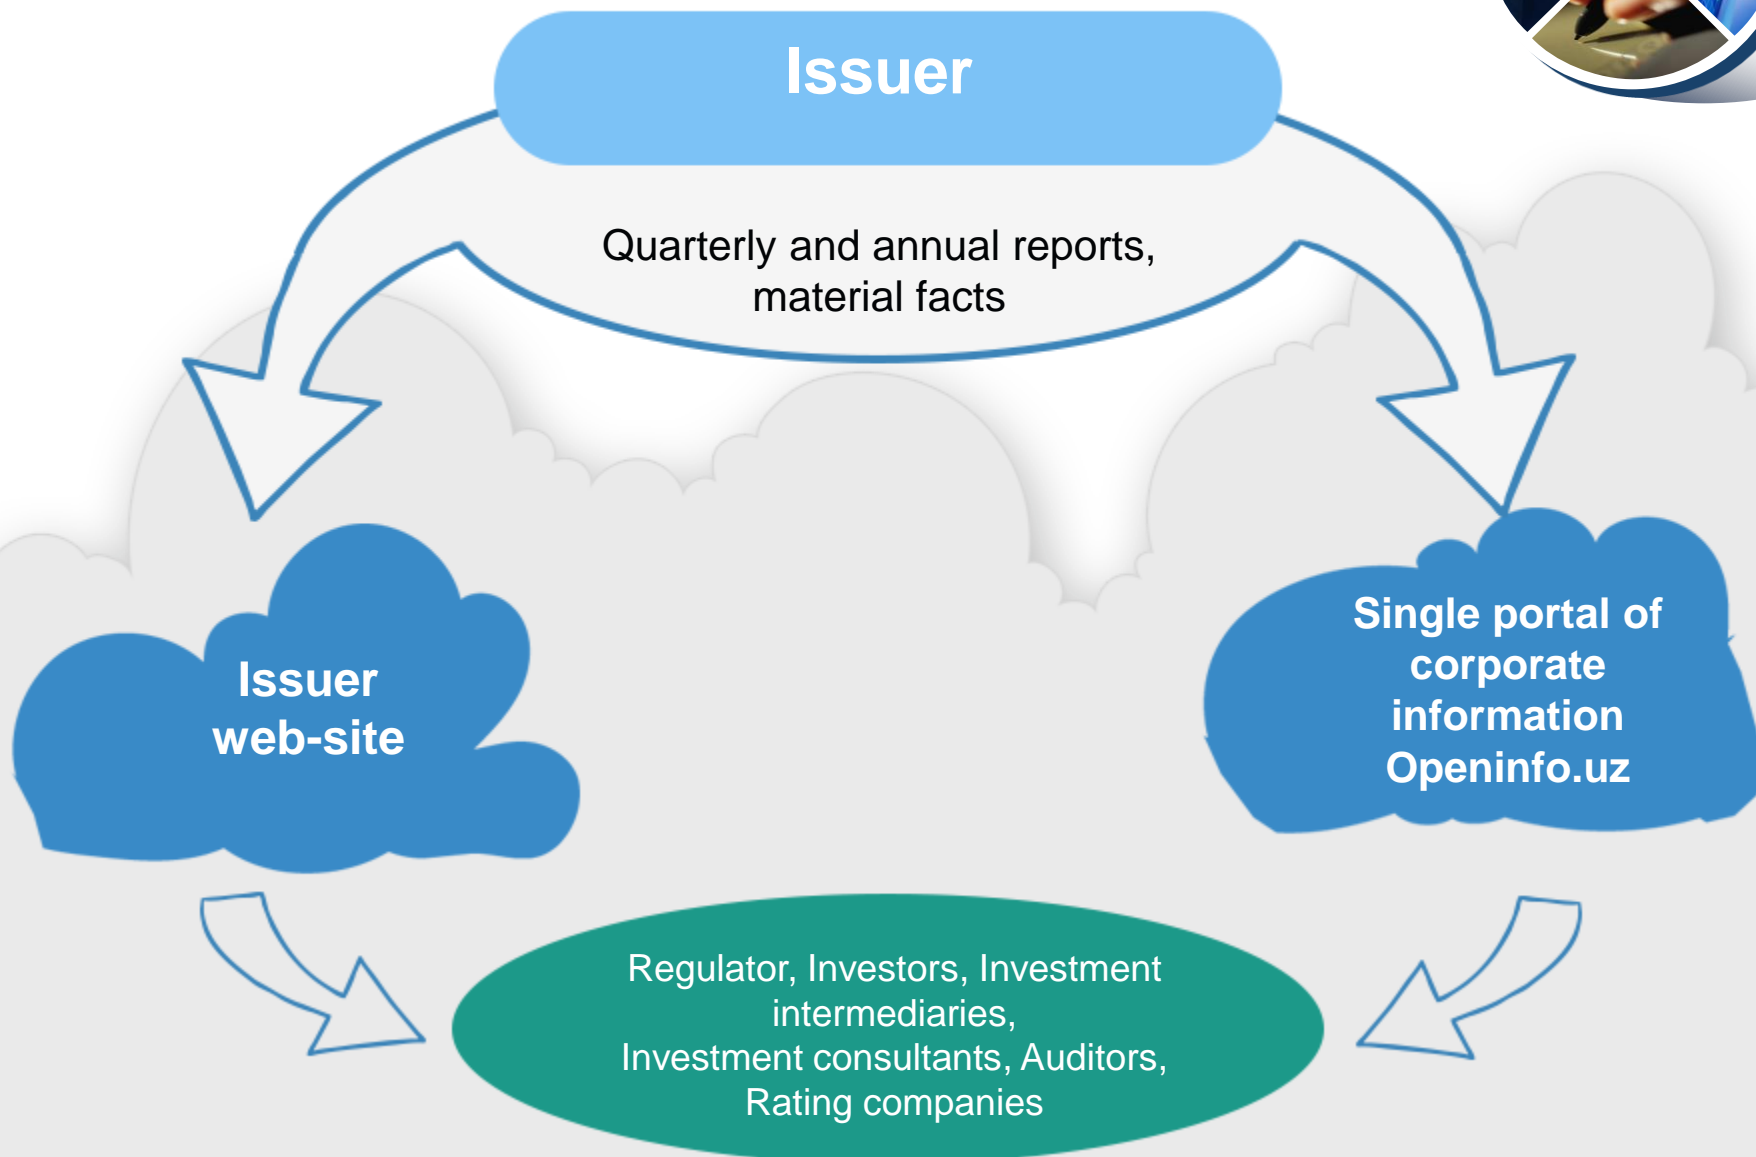 Issuer
Quarterly and annual reports,
material facts
Issuer
web-site
Single portal of
corporate
information
Openinfo.uz
Regulator, Investors, Investment
intermediaries,
Investment consultants, Auditors,
Rating companies